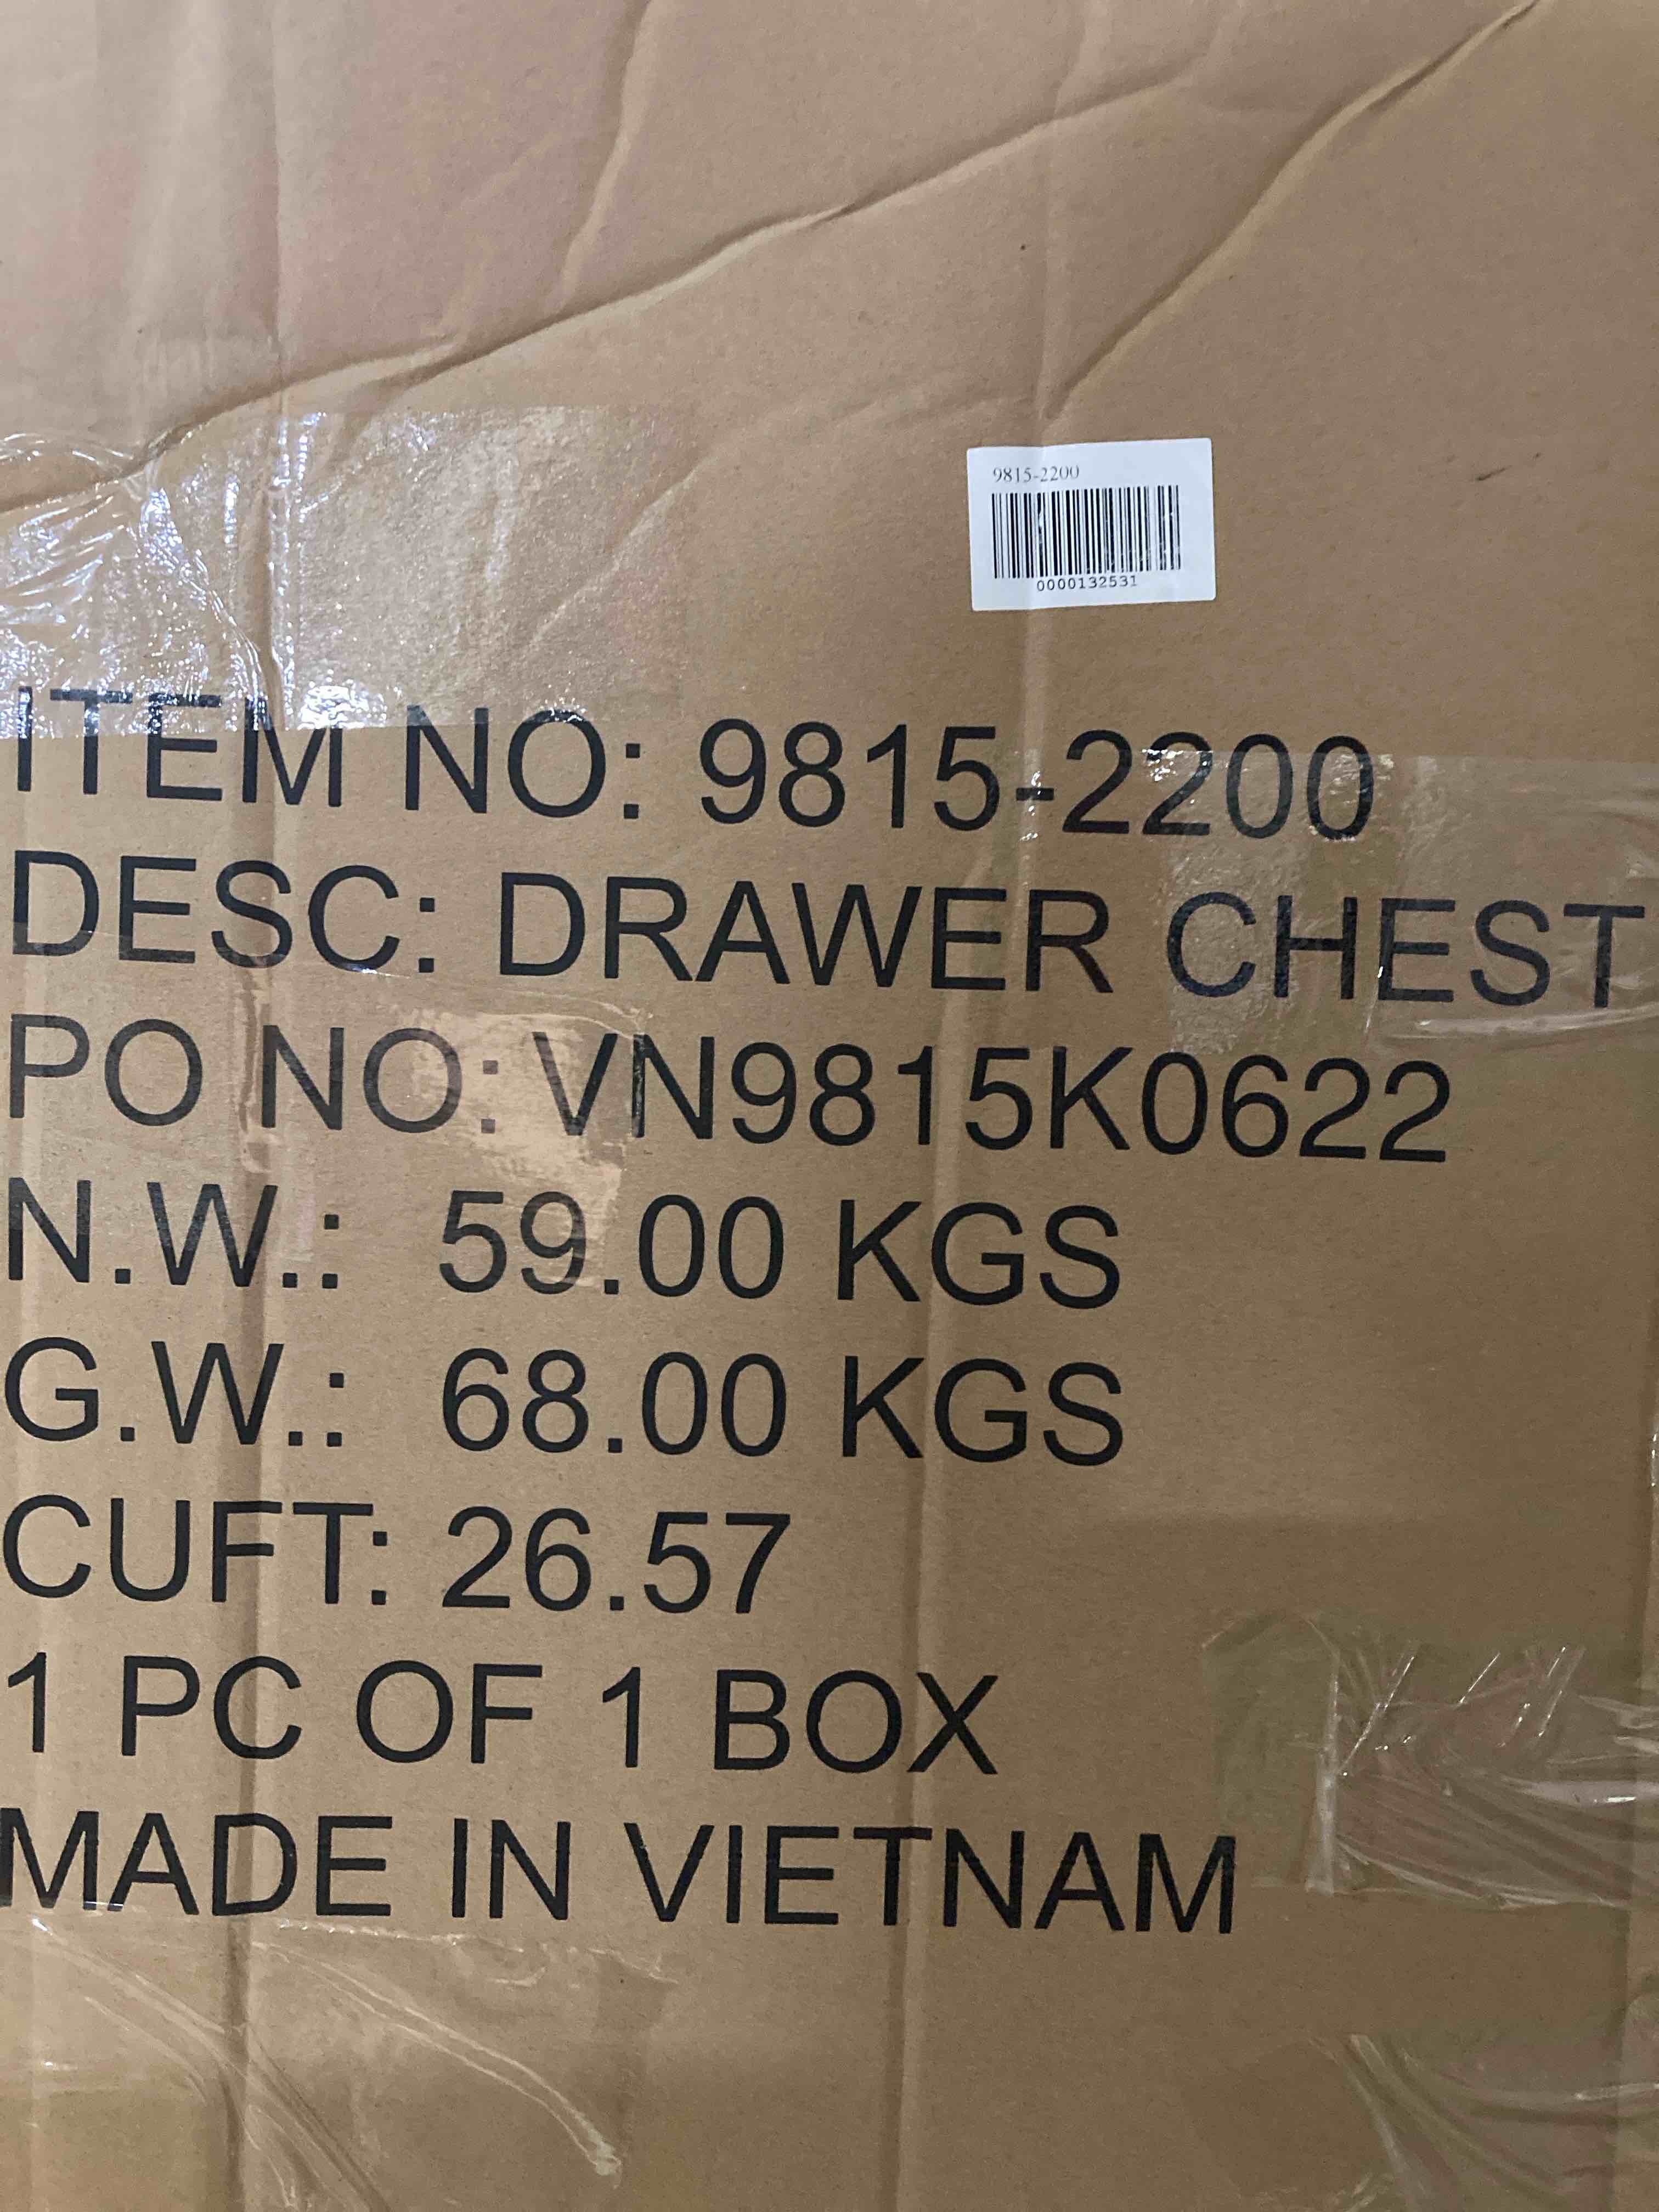 9815-2200
0000132531
ITEM NO: 9815-2200
DESC: DRAWER CHEST
PO NO: VN9815K0622
N.W.: 59.00 KGS
G.W.: 68.00 KGS
CUFT: 26.57
1 PC OF 1 BOX
MADE IN VIETNAM